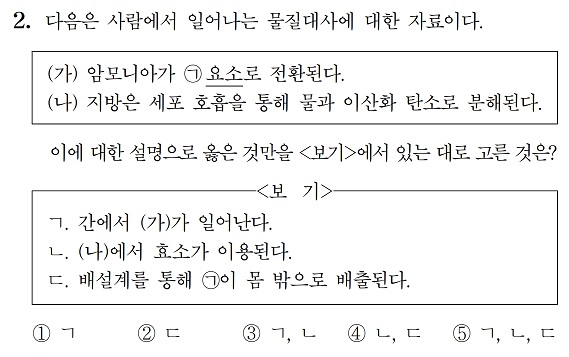 2. 다음은 사람에서 일어나는 물질대사에 대한 자료이다.
(가) 암모니아가 ㉠요소로 전환된다.
(나) 지방은 세포 호흡을 통해 물과 이산화 탄소로 분해된다.
이에 대한 설명으로 옳은 것만을 <보기>에서 있는 대로 고른 것은?
<보 기>
ㄱ. 간에서 (가)가 일어난다.
ㄴ. (나)에서 효소가 이용된다.
ㄷ. 배설계를 통해 ㉠이 몸 밖으로 배출된다.
① ㄱ ② ㄷ ③ ㄱ, ㄴ ④ ㄴ, ㄷ ⑤ ㄱ, ㄴ, ㄷ